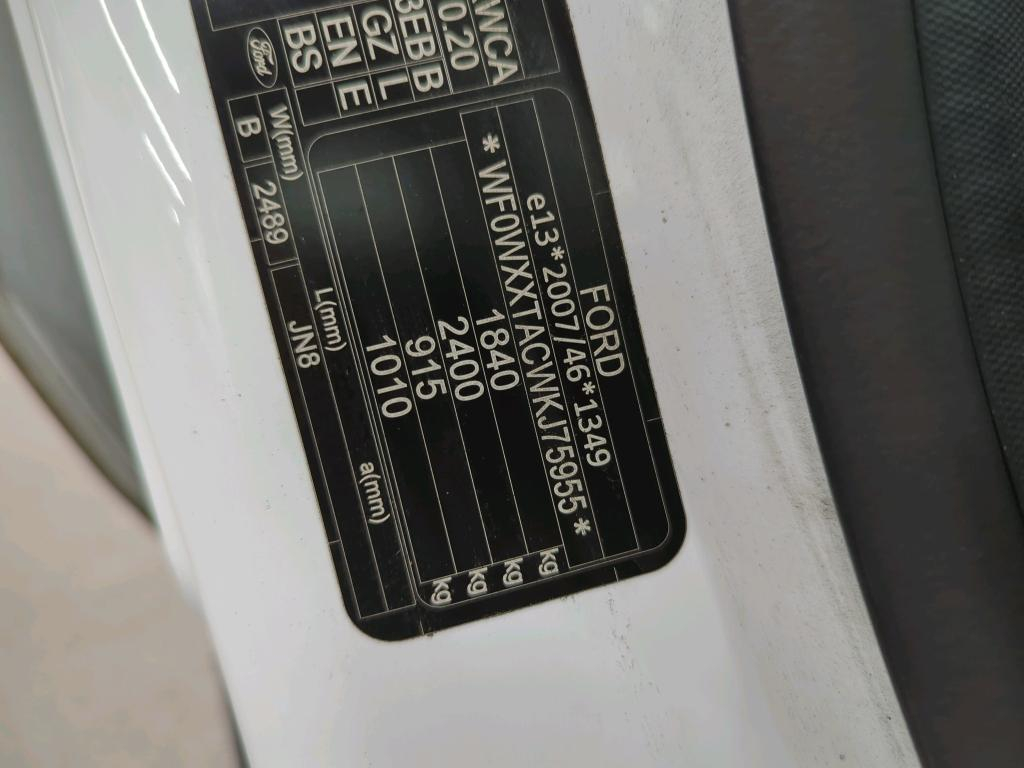 FORD
e13*2007/46*1349
*WF0WXXTACWKJ75955*
1840 kg
2400 kg
915 kg
1010 kg
WCA
0.20
EB B
GZ L
EN E
BS
Ford
W(mm) L(mm) a(mm)
B 2489 JN8